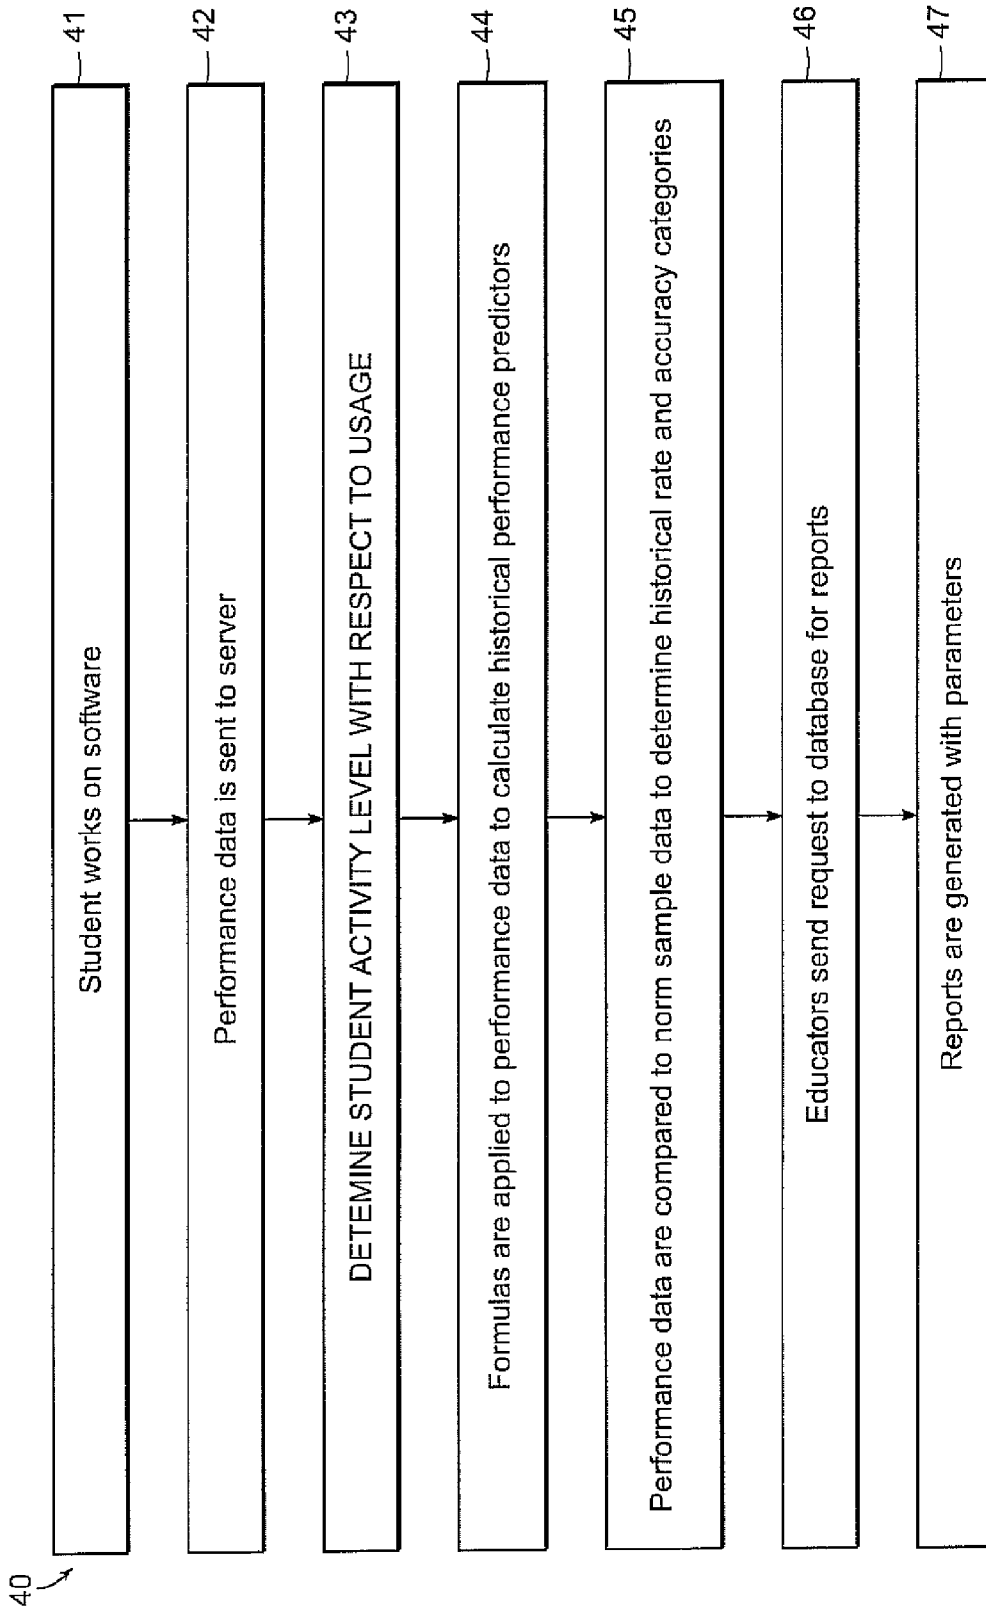 40
Student works on software
41
Performance data is sent to server
42
DETEMINE STUDENT ACTIVITY LEVEL WITH RESPECT TO USAGE
43
Formulas are applied to performance data to calculate historical performance predictors
44
Performance data are compared to norm sample data to determine historical rate and accuracy categories
45
Educators send request to database for reports
46
Reports are generated with parameters
47